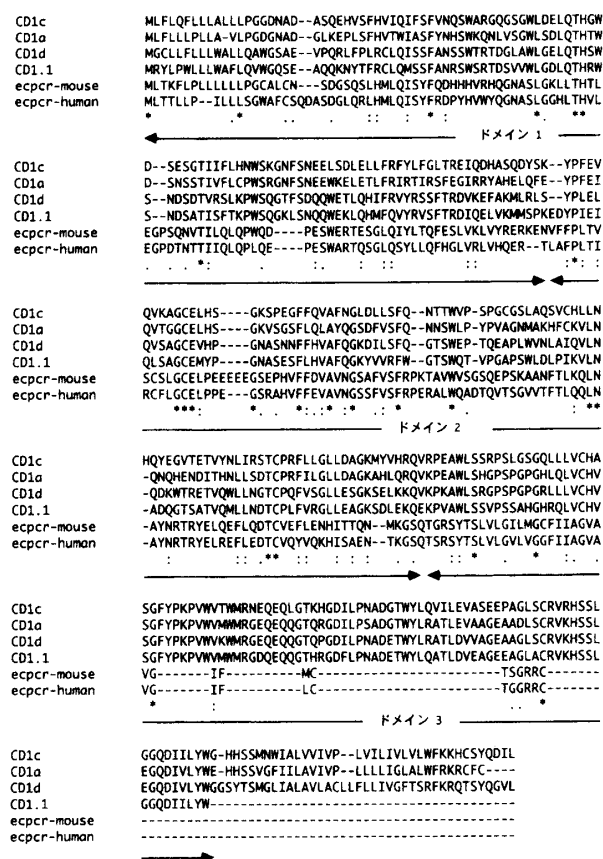 CD1c MLFLQFLLLALLLPGGDNAD--ASQEHVSFHVIQIFSFVNQSWARGQGSGWLDELQTHGW
CD1a MLFLLLPLLA-VLPGDGNAD--GLKEPLSFHVTWIASFYNHSWKQNLVSGWLSDLQTHTW
CD1d MGCLLFLLLWALLQAWGSAE--VPQRLFPLRCLQISSFANSSWTRTDGLAWLGELQTHSW
CD1.1 MRYLPWLLLWAFLQVWGQSE--AQQKNYTFRCLQMSSFANRSWSRTDSVVWLGDLQTHRW
ecpcr-mouse MLTKFLPLLLLLLPGCALCN---SDGSQSLHMLQISYFQDHHHVRHQGNASLGKLLTHTL
ecpcr-human MLTTLLP-ILLLSGWAFCSQDASDGLQRLHMLQISYFRDPYHVWYQGNASLGGHLTHVL
* .* . . :: : * . *. **
ドメイン 1
CD1c D--SESGTIIFLHNWSKGNFSNEELSDLELLFRFYLFGLTREIQDHASQDYSK--YPFEV
CD1a D--SNSSTIVFLCPWSRGNFSNEEWKELETLFRIRTIRSFEGIRRYAHELQFE--YPFEI
CD1d S--NDSDTVRSLKPWSQGTFSDQQWETLQHIFRVYRSSFTRDVKEFAKMLRLS--YPLEL
CD1.1 S--NDSATISFTKPWSQGKLSNQQWEKLQHMFQVYRVSFTRDIQELVKMMSPKEDYPIEI
ecpcr-mouse EGPSQNVTILQLQPWQD----PESWERTESGLQIYLTQFESLVKLVYRERKENVFFPLTV
ecpcr-human EGPDTNTTIIQLQPLQE----PESWARTQSGLQSYLLQFHGLVRLVHQER--TLAFPLTI
. . . *: . :. . : . :: :*. :
CD1c QVKAGCELHS----GKSPEGFFQVAFNGLDLLSFQ--NTTWVP-SPGCGSLAQSVCHLLN
CD1a QVTGGCELHS----GKVSGSFLQLAYQGSDFVSFQ--NNSWLP-YPVAGNMAKHFCKVLN
CD1d QVSAGCEVHP----GNASNNFFHVAFQGKDILSFQ--GTSWEP-TQEAPLWVNLAIQVLN
CD1.1 QLSAGCEMYP----GNASESFLHVAFQGKYVVRFW--GTSWQT-VPGAPSWLDLPIKVLN
ecpcr-mouse SCSLGCELPEEEEEGSEPHVFFDVAVNGSAFVSFRPKTAVWVSGSQEPSKAANFTLKQLN
ecpcr-human RCFLGCELPPE---GSRAHVFFEVAVNGSSFVSFRPERALWQADTQVTSGVVTFTLQQLN
***: *. *:.:* .* .: * * . . : **
ドメイン 2
CD1c HQYEGVTETVYNLIRSTCPRFLLGLLDAGKMYVHRQVRPEAWLSSRPSLGSGQLLLVCHA
CD1a -QNQHENDITHNLLSDTCPRFILGLLDAGKAHLQRQVKPEAWLSHGPSPGPGHLQLVCHV
CD1d -QDKWTRETVQWLLNGTCPQFVSGLLESGKSELKKQVKPKAWLSRGPSPGPGRLLLVCHV
CD1.1 -ADQGTSATVQMLLNDTCPLFVRGLLEAGKSDLEKQEKPVAWLSSVPSSAHGHRQLVCHV
ecpcr-mouse -AYNRTRYELQEFLQDTCVEFLENHITTQN--MKGSQTGRSYTSLVLGILMGCFIIAGVA
ecpcr-human -AYNRTRYELREFLEDTCVQYVQKHISAENTT--KGSQTSRSYTSLVLGVLVGGFIIAGVA
: : :. ** :: : : : . . :: * . * : . .
CD1c SGFYPKPVWVTWMRNEQEQLGTKHGDILPNADGTWYLQVILEVASEEPAGLSCRVRHSSL
CD1a SGFYPKPVWVMWMRGEQEQQGTQRGDILPSADGTWYLRATLEVAAGEAADLSCRVKHSSL
CD1d SGFYPKPVWVKWMRGEQEQQGTQPGDILPNADETWYLRATLDVVAGEAAGLSCRVKHSSL
CD1.1 SGFYPKPVWVMWMRGDQEQQGTHRGDFLPNADETWYLQATLDVEAGEEAGLACRVKHSSL
ecpcr-mouse VG-------IF----------MC-----------------------TSGRRC--------
ecpcr-human VG-------IF----------LC-----------------------TGGRRC--------
* : .. *
ドメイン 3
CD1c GGQDIILYWG-HHSSMNWIALVVIVP--LVILIVLVLWFKKHCSYQDIL
CD1a EGQDIVLYWE-HHSSVGFIILAVIVP--LLLLIGLALWFRKRCFC----
CD1d EGQDIVLYWGGSYTSMGLIALAVLACLLFLLIVGFTSRFKRQTSYQGVL
CD1.1 GGQDIILYW----------------------------------------
ecpcr-mouse -------------------------------------------------
ecpcr-human -------------------------------------------------